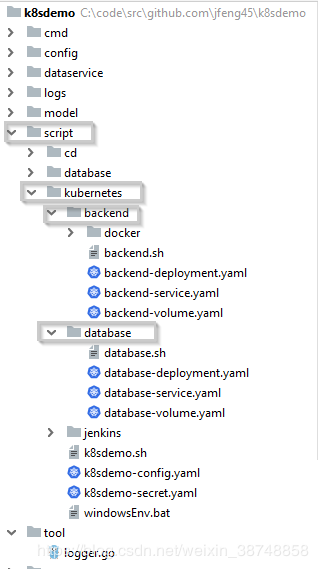 k8sdemo C:\code\src\github.com\jfeng45\k8sdemo
cmd
config
dataservice
logs
model
script
cd
database
kubernetes
backend
docker
backend.sh
backend-deployment.yaml
backend-service.yaml
backend-volume.yaml
database
database.sh
database-deployment.yaml
database-service.yaml
database-volume.yaml
jenkins
k8sdemo.sh
k8sdemo-config.yaml
k8sdemo-secret.yaml
windowsEnv.bat
tool
logger.go
csdn.net/weixin_38748858